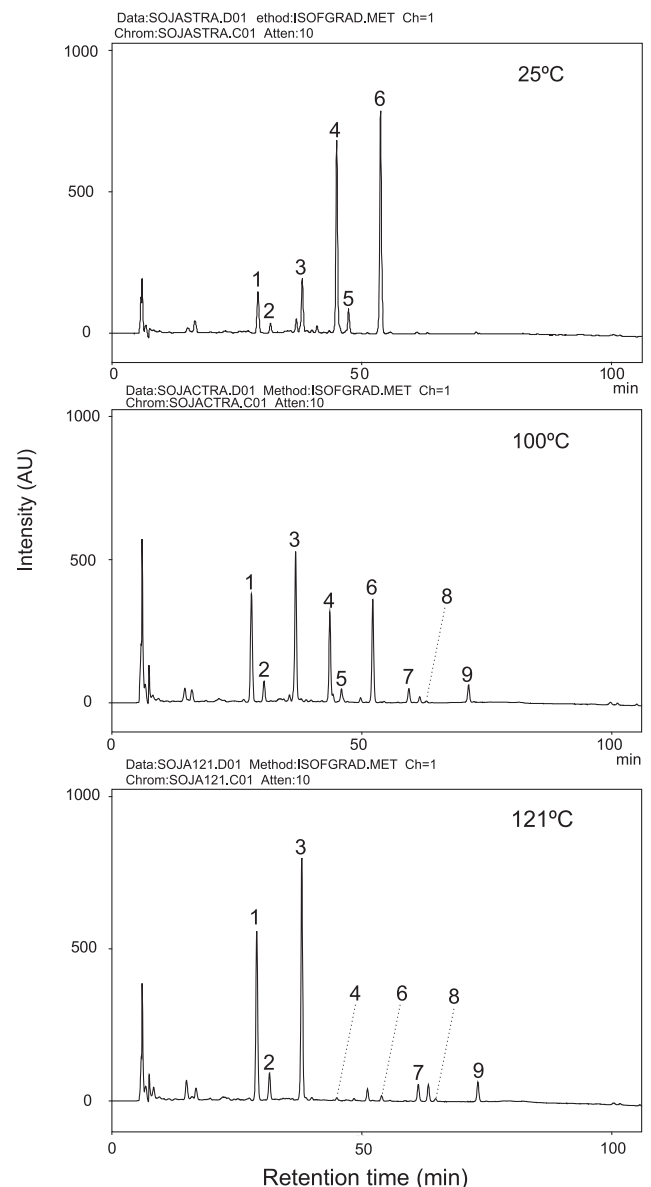 Data:SOJASTRA.D01 ethod:ISOFGRAD.MET Ch=1
Chrom:SOJASTRA.C01 Atten:10
1000
25ºC
6
4
500
3
1
5
2
0
0 50 100
min
Data:SOJACTRA.D01 Method:ISOFGRAD.MET Ch=1
Chrom:SOJACTRA.C01 Atten:10
1000
100ºC
Intensity (AU)
3
500
1
6
8
4
2
5
7
9
0
0 50 100
min
Data:SOJA121.D01 Method:ISOFGRAD.MET Ch=1
Chrom:SOJA121.C01 Atten:10
1000
121ºC
3
1
500
4 6 8
2
7
9
0
0 50 100
Retention time (min)